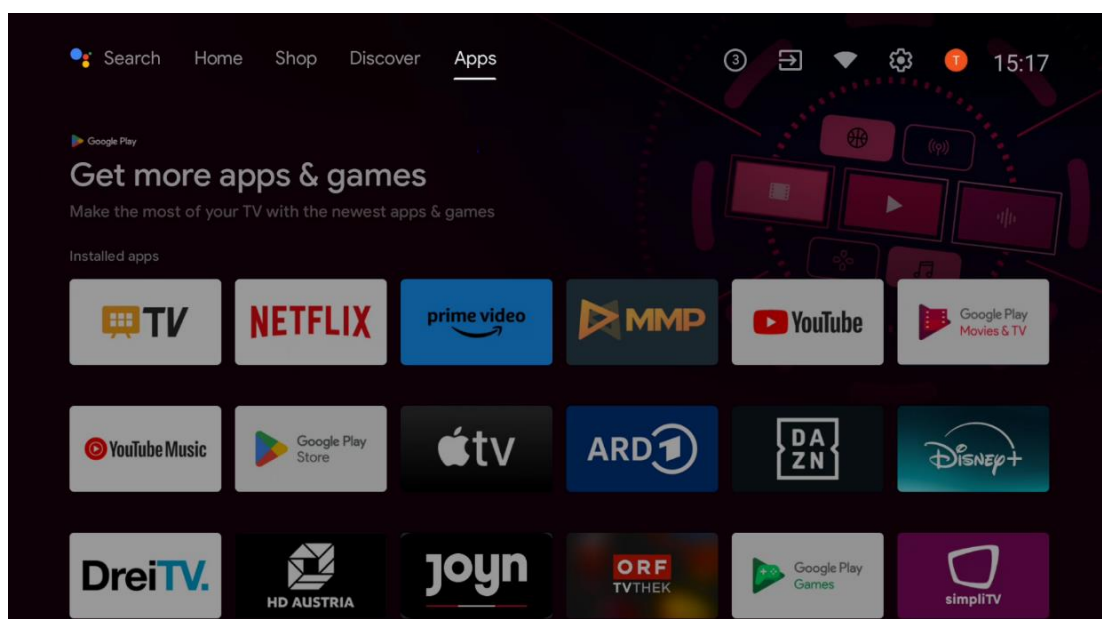 Search Home Shop Discover Apps 3 T 15:17
Google Play
Get more apps & games
Make the most of your TV with the newest apps & games
Installed apps
TV NETFLIX prime video MMP YouTube Google Play
Movies & TV
YouTube Music Google Play
Store
tv ARD 1 DA
ZN
Disney+
DreiTV. HD AUSTRIA joyn ORF
TVTHEK
Google Play
Games
simpliTV